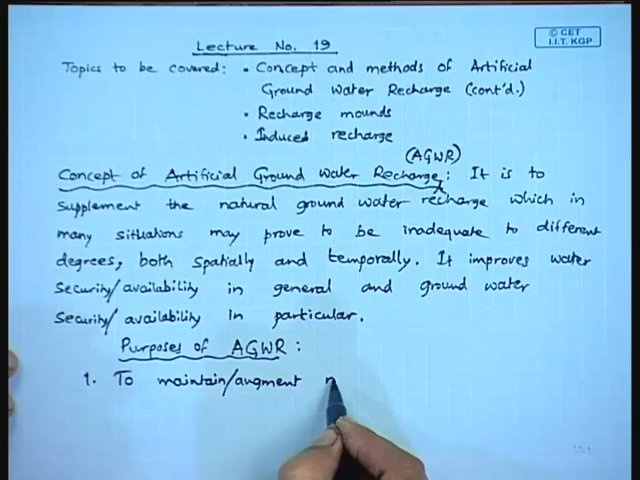 © CET
I.I.T. KGP
Lecture No. 19
Topics to be covered: • Concept and methods of Artificial
Ground Water Recharge (cont'd.)
• Recharge mounds
• Induced recharge
(AGWR)
Concept of Artificial Ground Water Recharge: It is to
supplement the natural ground water recharge which in
many situations may prove to be inadequate to different
degrees, both spatially and temporally. It improves water
security/availability in general and ground water
security/availability in particular.
Purposes of AGWR:
1. To maintain/augment n